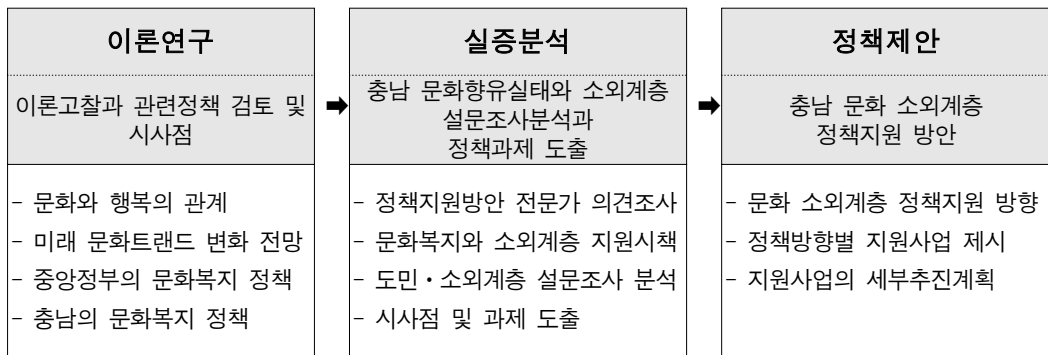 이론연구
이론고찰과 관련정책 검토 및
시사점
- 문화와 행복의 관계
- 미래 문화트랜드 변화 전망
- 중앙정부의 문화복지 정책
- 충남의 문화복지 정책
➡
실증분석
충남 문화향유실태와 소외계층
설문조사분석과
정책과제 도출
- 정책지원방안 전문가 의견조사
- 문화복지와 소외계층 지원시책
- 도민・소외계층 설문조사 분석
- 시사점 및 과제 도출
➡
정책제안
충남 문화 소외계층
정책지원 방안
- 문화 소외계층 정책지원 방향
- 정책방향별 지원사업 제시
- 지원사업의 세부추진계획